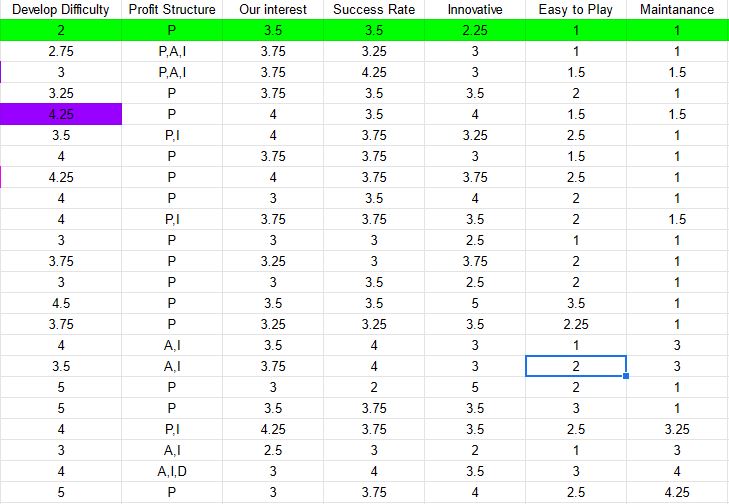 Develop Difficulty Profit Structure Our interest Success Rate Innovative Easy to Play Maintanance
2 P 3.5 3.5 2.25 1 1
2.75 P,A,I 3.75 3.25 3 1 1
3 P,A,I 3.75 4.25 3 1.5 1.5
3.25 P 3.75 3.5 3.5 2 1
4.25 P 4 3.5 4 1.5 1.5
3.5 P,I 4 3.75 3.25 2.5 1
4 P 3.75 3.75 3 1.5 1
4.25 P 4 3.75 3.75 2.5 1
4 P 3 3.5 4 2 1
4 P,I 3.75 3.75 3.5 2 1.5
3 P 3 3 2.5 1 1
3.75 P 3.25 3 3.75 2 1
3 P 3 3.5 2.5 2 1
4.5 P 3.5 3.5 5 3.5 1
3.75 P 3.25 3.25 3.5 2.25 1
4 A,I 3.5 4 3 1 3
3.5 A,I 3.75 4 3 2 3
5 P 3 2 5 2 1
5 P 3.5 3.75 3.5 3 1
4 P,I 4.25 3.75 3.5 2.5 3.25
3 A,I 2.5 3 2 1 3
4 A,I,D 3 4 3.5 3 4
5 P 3 3.75 4 2.5 4.25